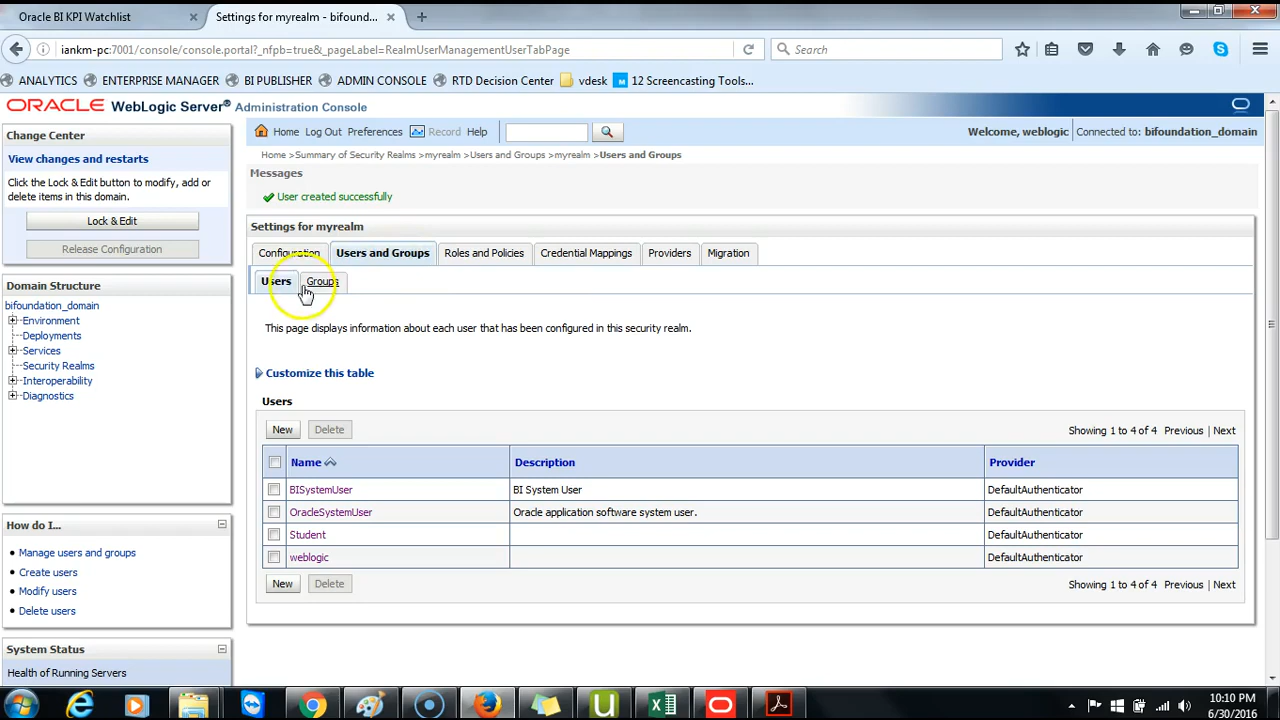 Oracle BI KPI Watchlist
Settings for myrealm - bifound...
iankm-pc:7001/console/console.portal?_nfpb=true&_pageLabel=RealmUserManagementUserTabPage
Search
ANALYTICS ENTERPRISE MANAGER BI PUBLISHER ADMIN CONSOLE RTD Decision Center vdesk 12 Screencasting Tools...
ORACLE WebLogic Server® Administration Console
Change Center
View changes and restarts
Click the Lock & Edit button to modify, add or
delete items in this domain.
Lock & Edit
Release Configuration
Domain Structure
bifoundation_domain
Environment
Deployments
Services
Security Realms
Interoperability
Diagnostics
How do I...
Manage users and groups
Create users
Modify users
Delete users
System Status
Health of Running Servers
Home Log Out Preferences Record Help
Welcome, weblogic Connected to: bifoundation_domain
Home >Summary of Security Realms >myrealm >Users and Groups >myrealm >Users and Groups
Messages
User created successfully
Settings for myrealm
Configuration Users and Groups Roles and Policies Credential Mappings Providers Migration
Users Groups
This page displays information about each user that has been configured in this security realm.
Customize this table
Users
New Delete Showing 1 to 4 of 4 Previous | Next
Name Description Provider
BISystemUser BI System User DefaultAuthenticator
OracleSystemUser Oracle application software system user. DefaultAuthenticator
Student DefaultAuthenticator
weblogic DefaultAuthenticator
New Delete Showing 1 to 4 of 4 Previous | Next
10:10 PM
6/30/2016